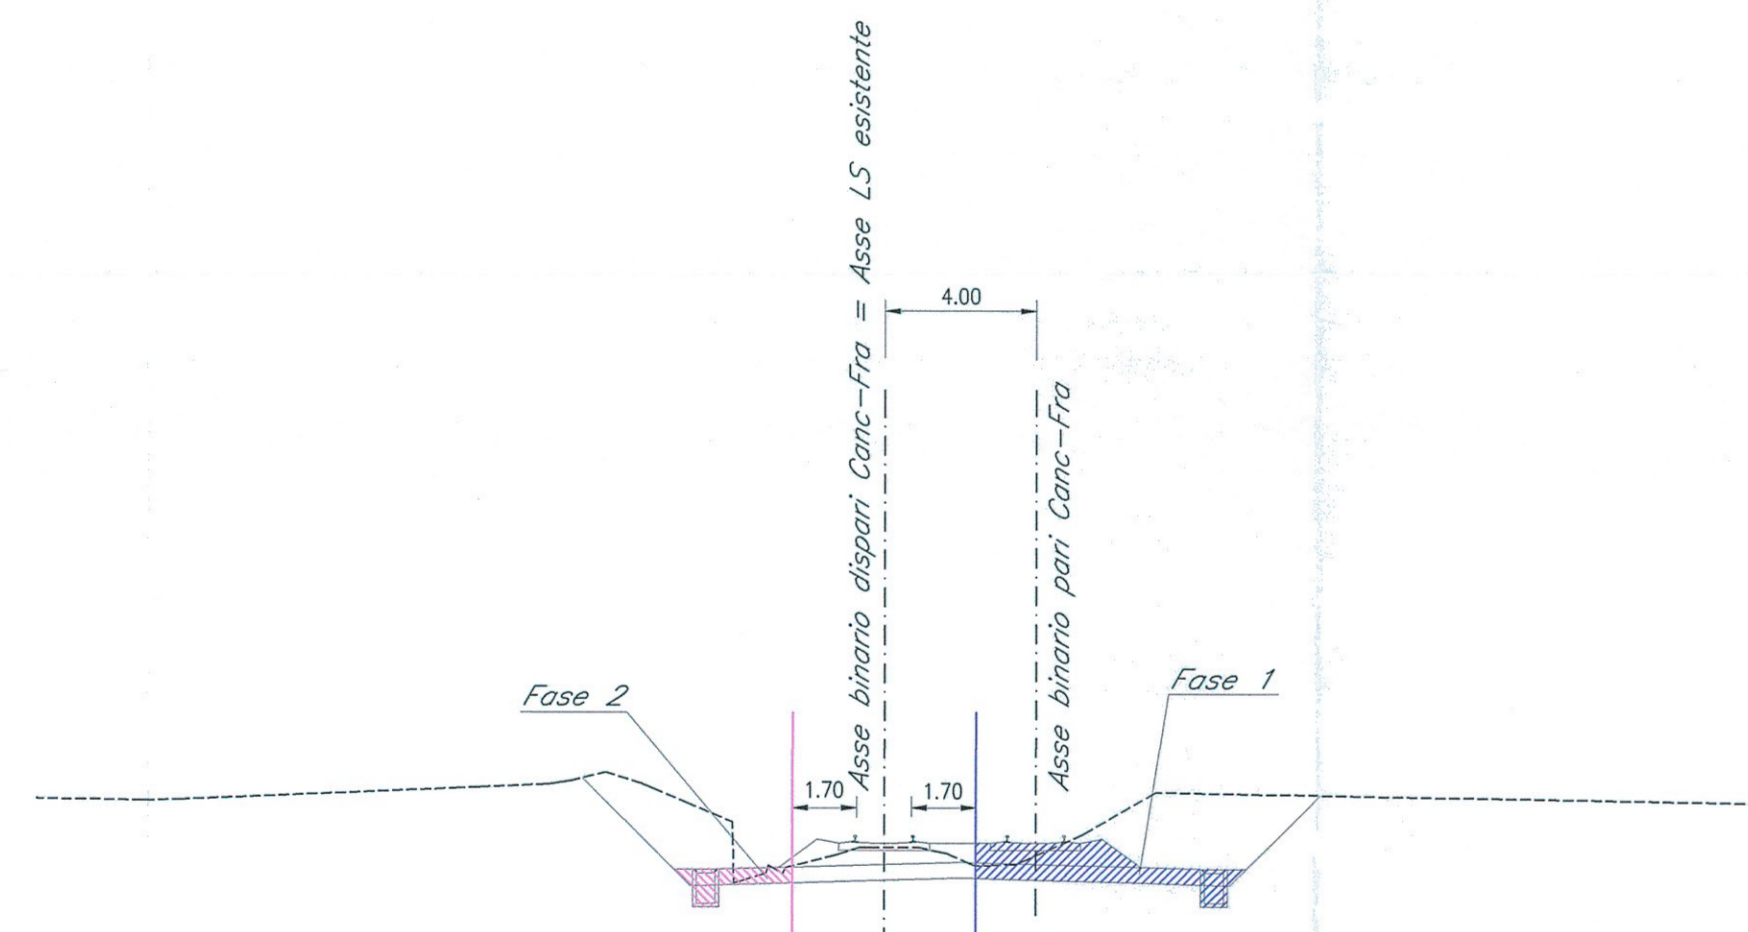 Asse binario dispari Canc-Fra = Asse LS esistente
4.00
Asse binario pari Canc-Fra
Fase 2
Fase 1
1.70
1.70